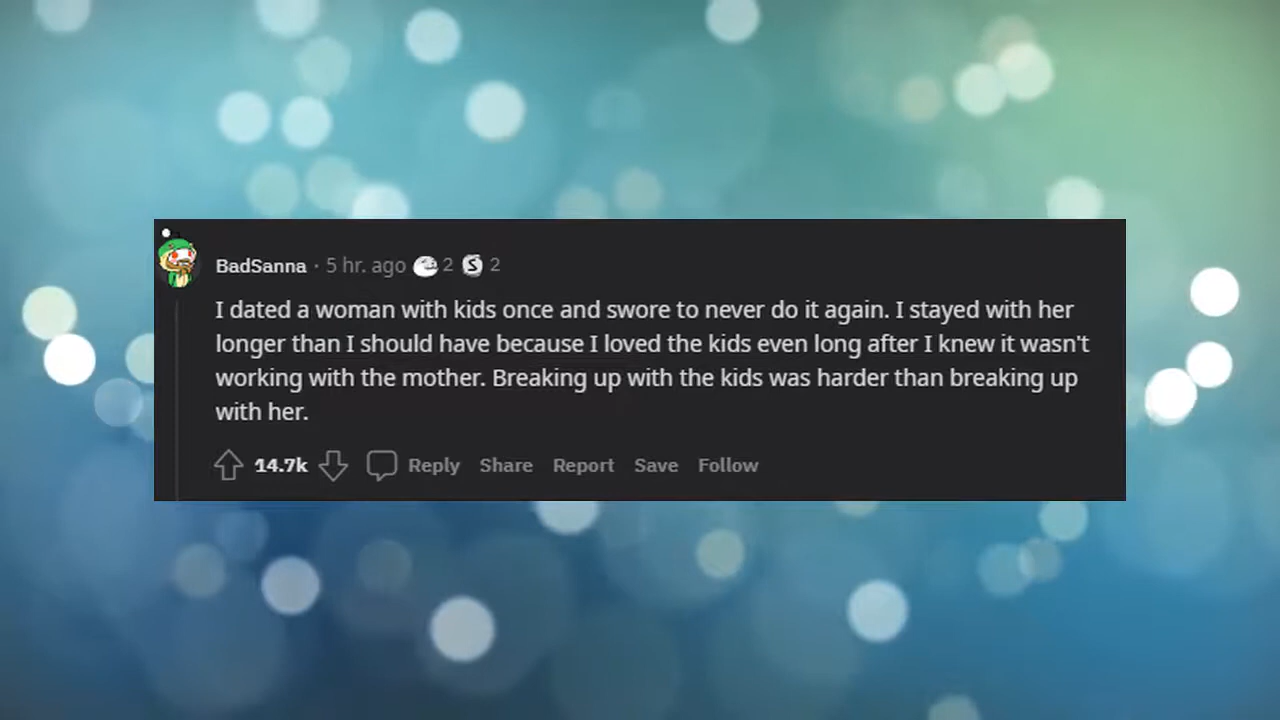 BadSanna · 5 hr. ago 2 2
I dated a woman with kids once and swore to never do it again. I stayed with her
longer than I should have because I loved the kids even long after I knew it wasn't
working with the mother. Breaking up with the kids was harder than breaking up
with her.
14.7k Reply Share Report Save Follow